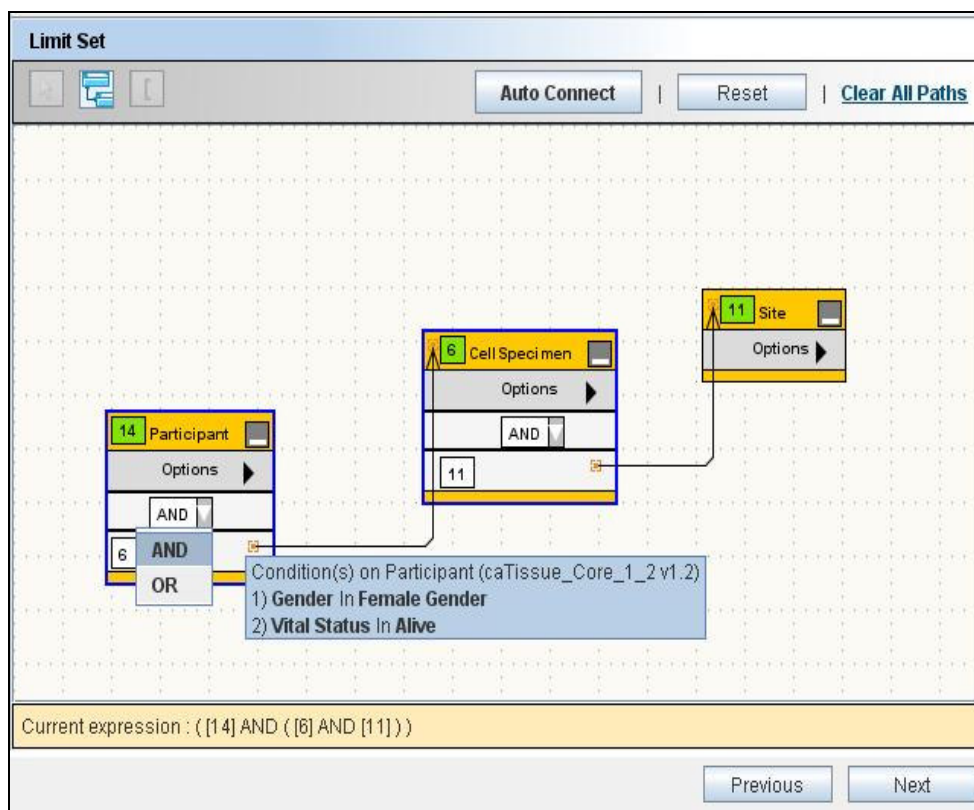 Limit Set
Auto Connect | Reset | Clear All Paths
11 Site
Options
6 Cell Specimen
Options
AND
11
14 Participant
Options
AND
6
AND
OR
Condition(s) on Participant (caTissue_Core_1_2 v1.2)
1) Gender In Female Gender
2) Vital Status In Alive
Current expression : ( [14] AND ( [6] AND [11] ) )
Previous Next